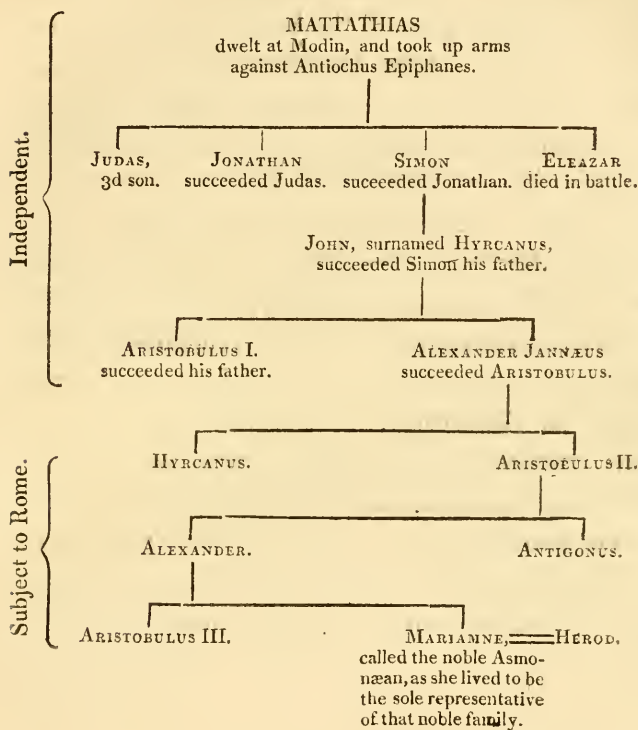 MATTATHIAS
dwelt at Modin, and took up arms
against Antiochus Epiphanes.
Independent.
JUDAS,
3d son.
JONATHAN
succeeded Judas.
SIMON
succeeded Jonathan.
ELEAZAR
died in battle.
JOHN, surnamed HYRCANUS,
succeeded Simon his father.
ARISTOBULUS I.
succeeded his father.
ALEXANDER JANNÆUS
succeeded ARISTOBULUS.
Subject to Rome.
HYRCANUS.
ARISTOBULUS II.
ALEXANDER.
ANTIGONUS.
ARISTOBULUS III.
MARIAMNE,
HEROD,
called the noble Asmo-
næan, as she lived to be
the sole representative
of that noble family.